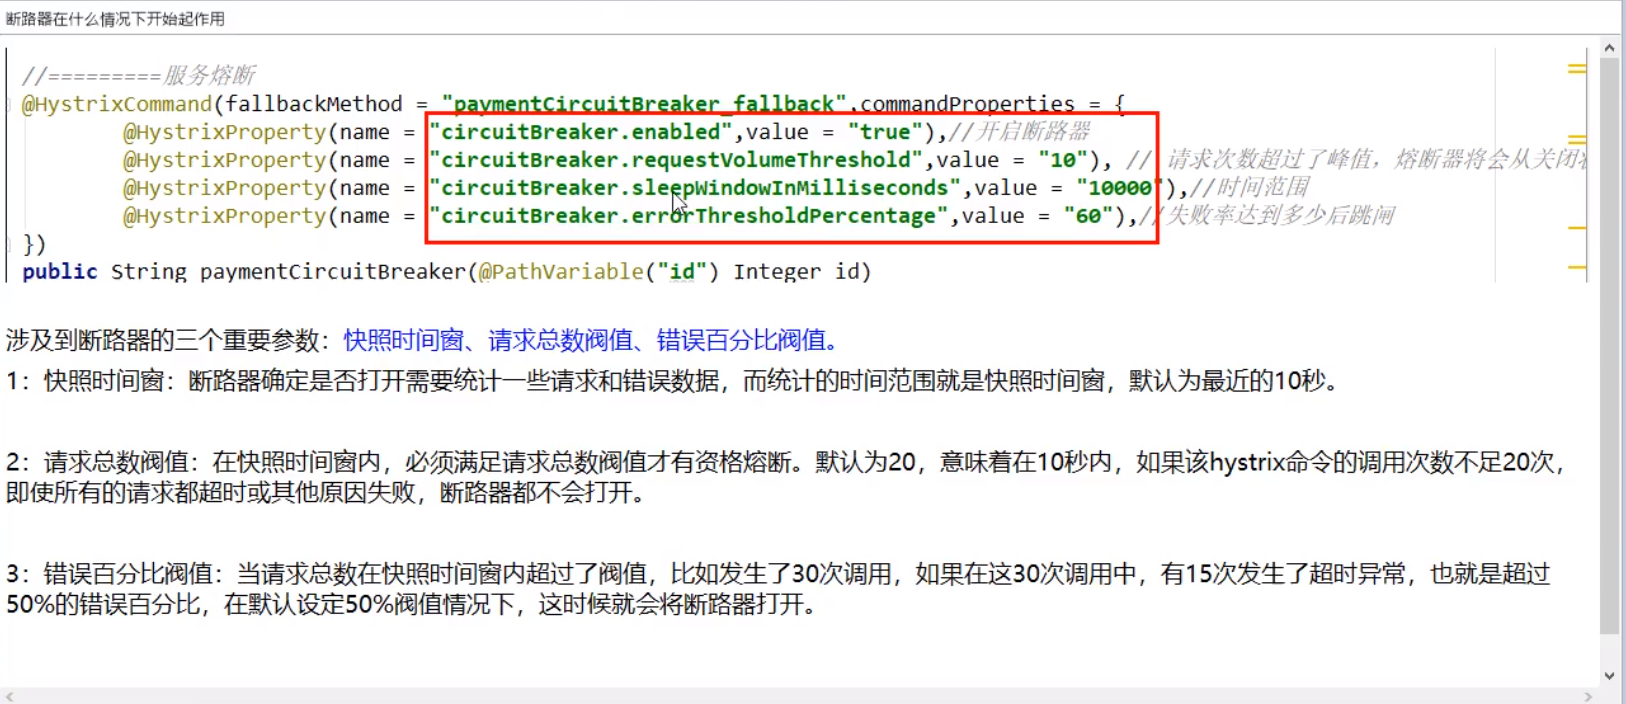 断路器在什么情况下开始起作用
//=========服务熔断
@HystrixCommand(fallbackMethod = "paymentCircuitBreaker_fallback",commandProperties = {
@HystrixProperty(name = "circuitBreaker.enabled",value = "true"),//开启断路器
@HystrixProperty(name = "circuitBreaker.requestVolumeThreshold",value = "10"), // 请求次数超过了峰值，熔断器将会从关闭
@HystrixProperty(name = "circuitBreaker.sleepWindowInMilliseconds",value = "10000"),//时间范围
@HystrixProperty(name = "circuitBreaker.errorThresholdPercentage",value = "60"),//失败率达到多少后跳闸
})
public String paymentCircuitBreaker(@PathVariable("id") Integer id)
涉及到断路器的三个重要参数：快照时间窗、请求总数阀值、错误百分比阀值。
1：快照时间窗：断路器确定是否打开需要统计一些请求和错误数据，而统计的时间范围就是快照时间窗，默认为最近的10秒。
2：请求总数阀值：在快照时间窗内，必须满足请求总数阀值才有资格熔断。默认为20，意味着在10秒内，如果该hystrix命令的调用次数不足20次，
即使所有的请求都超时或其他原因失败，断路器都不会打开。
3：错误百分比阀值：当请求总数在快照时间窗内超过了阀值，比如发生了30次调用，如果在这30次调用中，有15次发生了超时异常，也就是超过
50%的错误百分比，在默认设定50%阀值情况下，这时候就会将断路器打开。